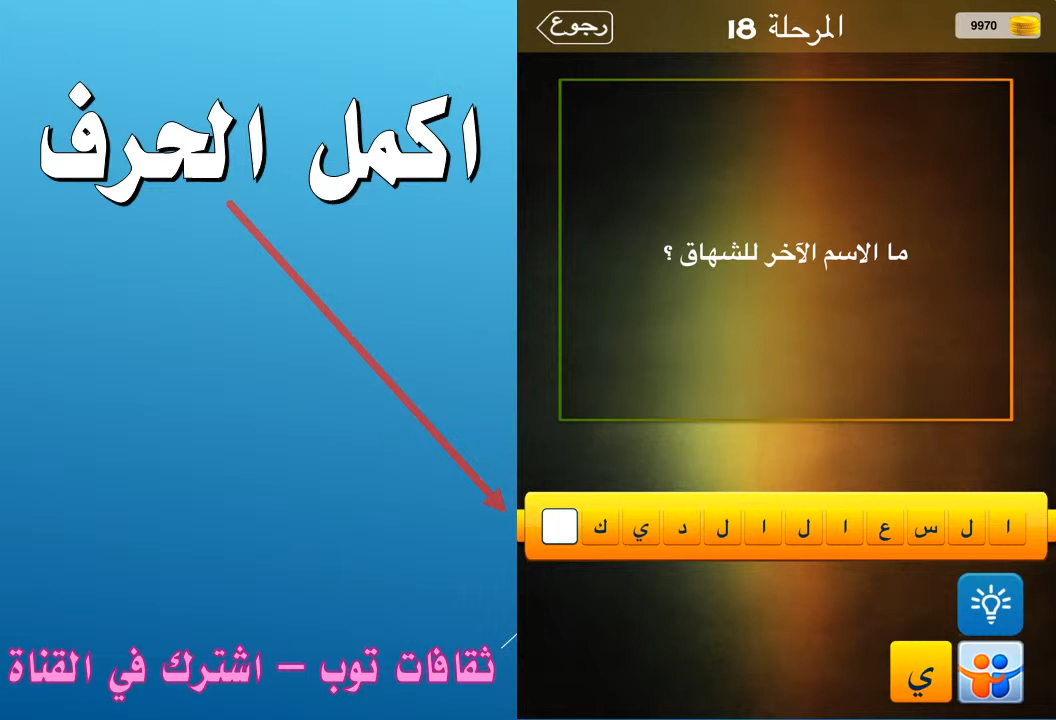 اكمل الحرف
ثقافات توب – اشترك في القناة
رجوع
المرحلة 18
9970
ما الاسم الآخر للشهاق ؟
ا ل س ع ا ل ا ل د ي ك
ي